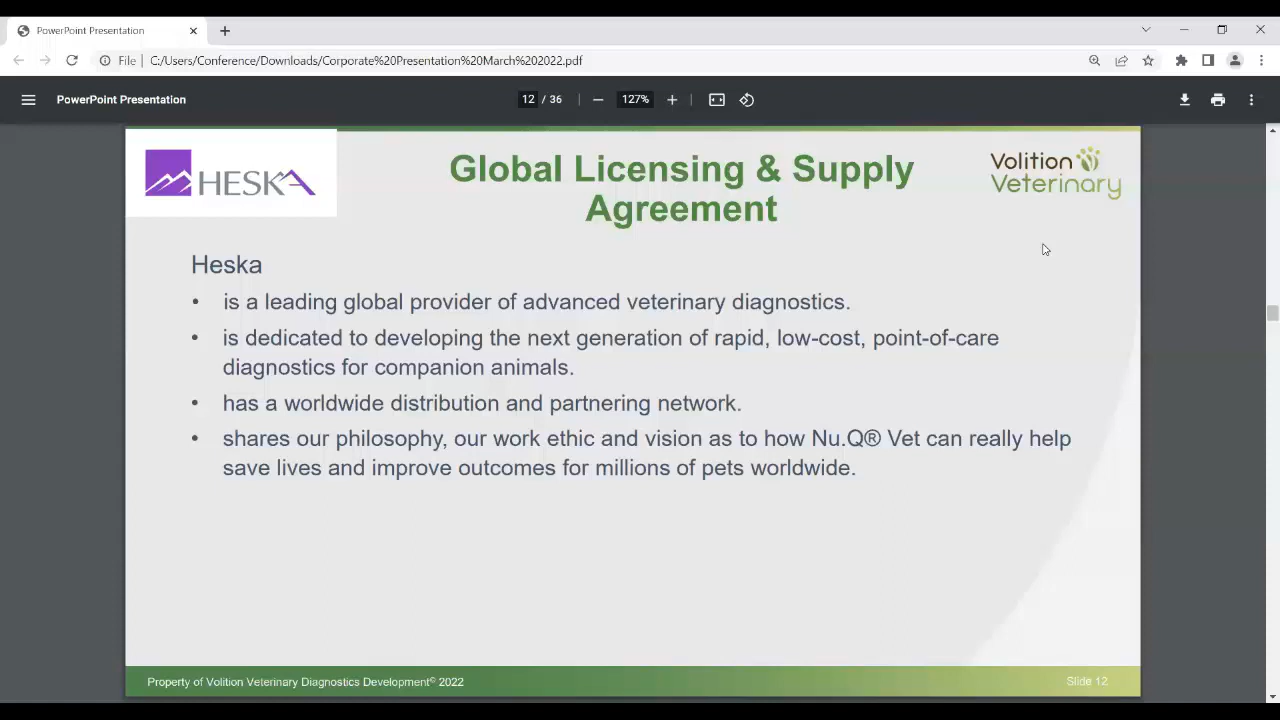 PowerPoint Presentation
File
C:/Users/Conference/Downloads/Corporate%20Presentation%20March%202022.pdf
PowerPoint Presentation
12 / 36
127%
HESKA
Global Licensing & Supply
Agreement
Volition
Veterinary
Heska
• is a leading global provider of advanced veterinary diagnostics.
• is dedicated to developing the next generation of rapid, low-cost, point-of-care
diagnostics for companion animals.
• has a worldwide distribution and partnering network.
• shares our philosophy, our work ethic and vision as to how Nu.Q® Vet can really help
save lives and improve outcomes for millions of pets worldwide.
Property of Volition Veterinary Diagnostics Development© 2022
Slide 12